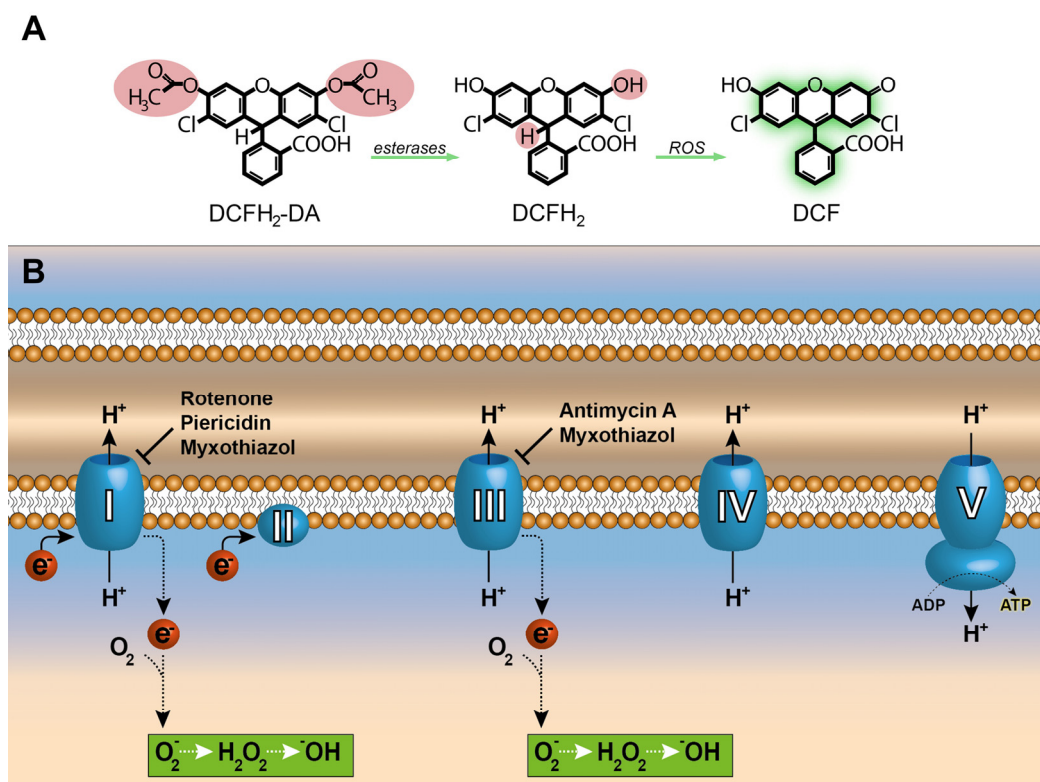 A
O
O
O
O
O
H₃C
CH₃
Cl
Cl
H
COOH
esterases
DCFH₂-DA
HO
O
OH
Cl
Cl
H
COOH
ROS
DCFH₂
HO
O
O
Cl
Cl
COOH
DCF
B
Rotenone
Piericidin
Myxothiazol
Antimycin A
Myxothiazol
H⁺
H⁺
H⁺
H⁺
I
II
III
IV
V
e⁻
e⁻
H⁺
H⁺
H⁺
ADP
ATP
H⁺
O₂
e⁻
O₂
e⁻
O₂⁻ H₂O₂ ⁻OH
O₂⁻ H₂O₂ ⁻OH